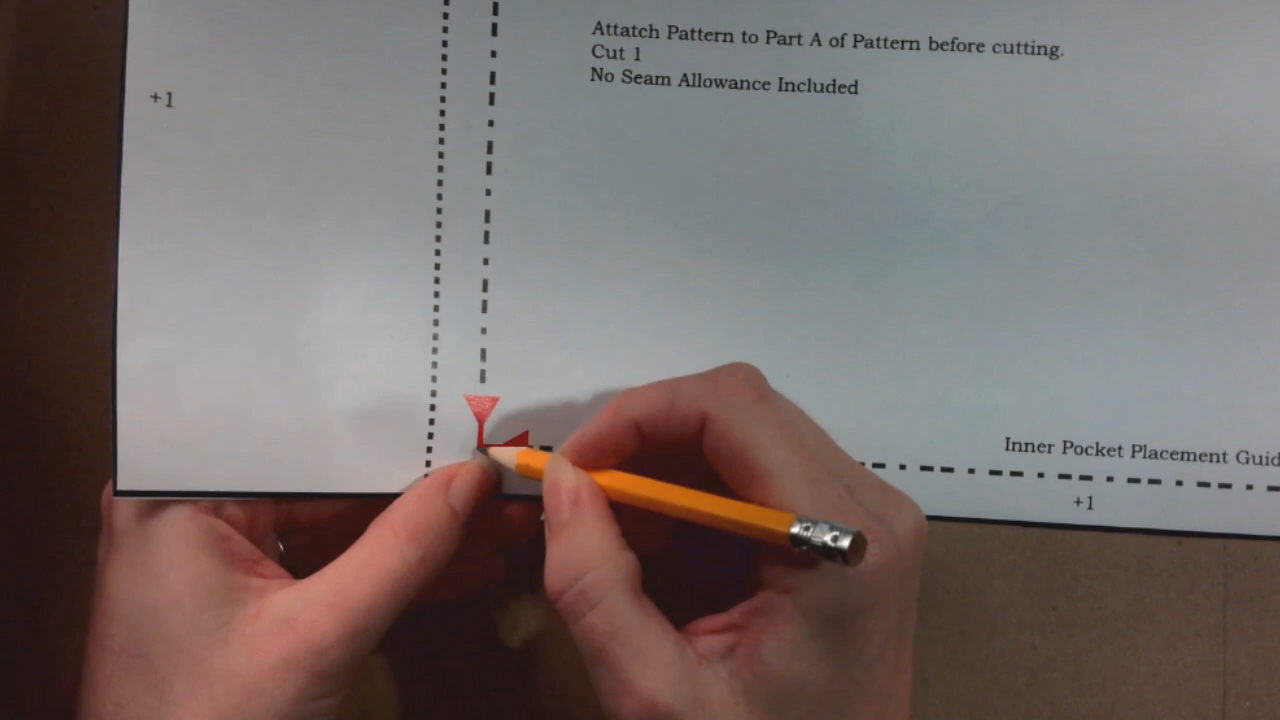 Attatch Pattern to Part A of Pattern before cutting.
Cut 1
No Seam Allowance Included
+1
Inner Pocket Placement Guid
+1